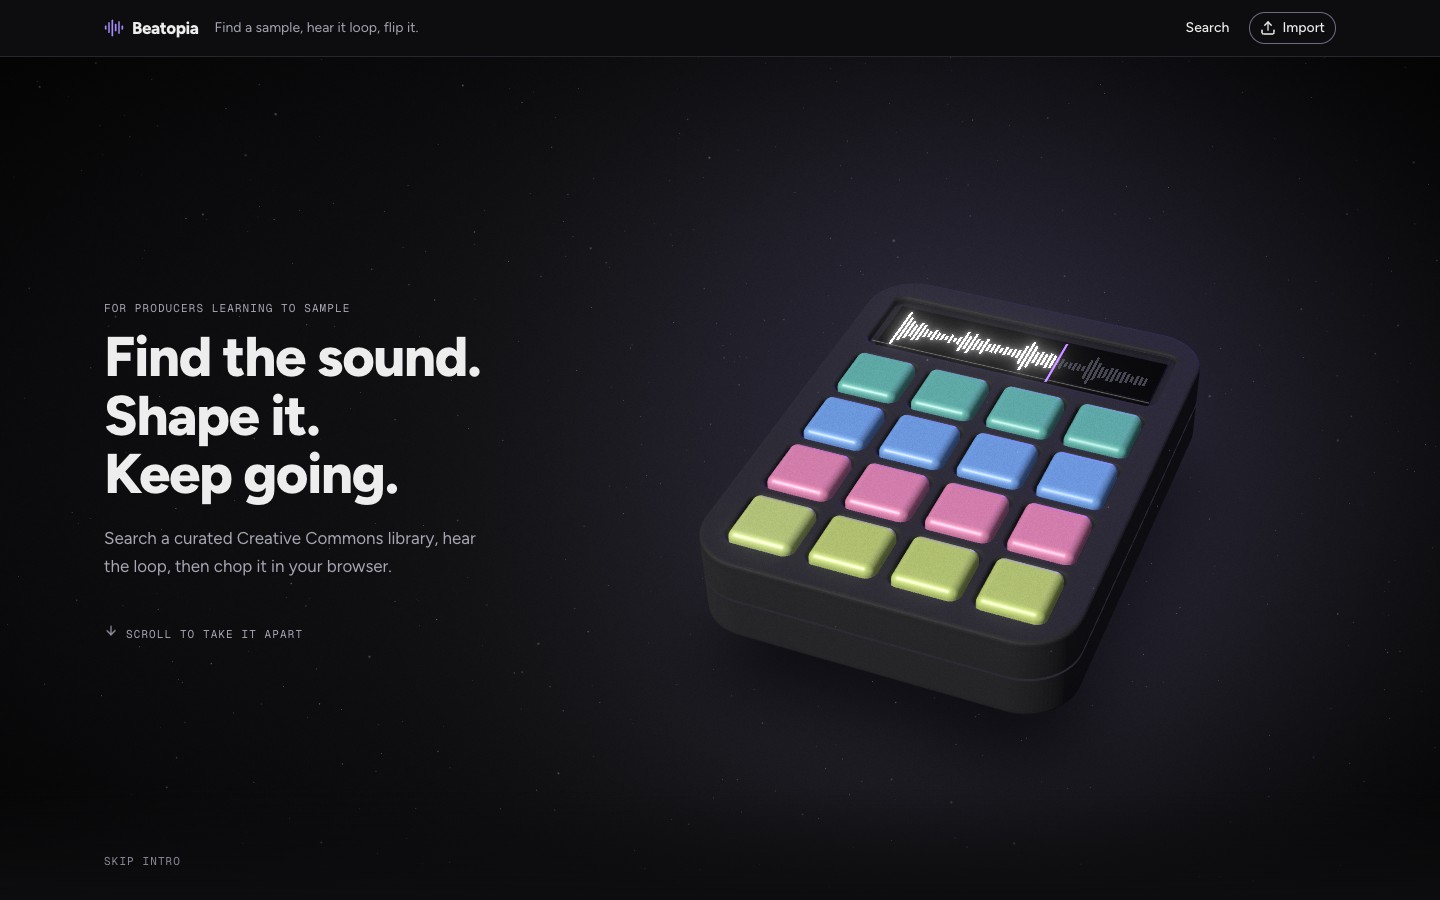 Beatopia
Find a sample, hear it loop, flip it.
Search
Import
FOR PRODUCERS LEARNING TO SAMPLE
Find the sound.
Shape it.
Keep going.
Search a curated Creative Commons library, hear
the loop, then chop it in your browser.
SCROLL TO TAKE IT APART
SKIP INTRO